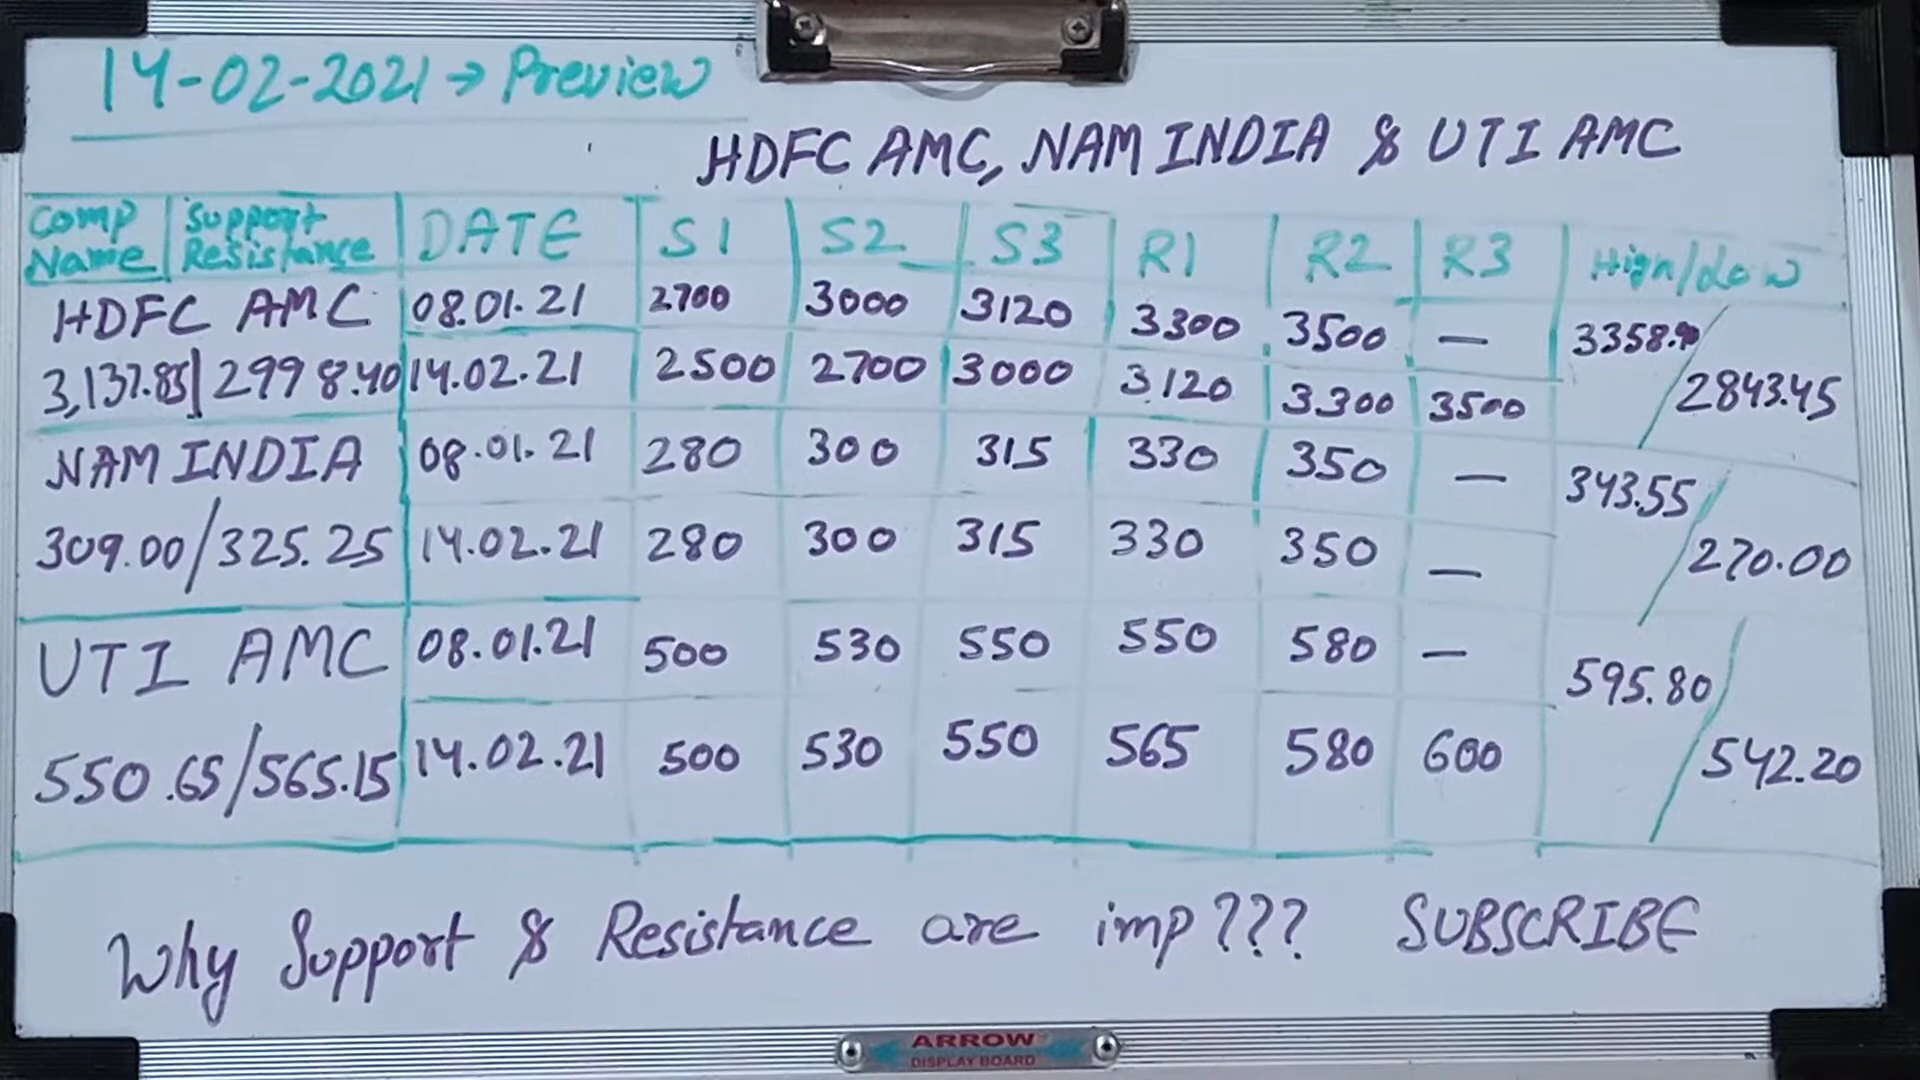 14-02-2021 → Preview
HDFC AMC, NAM INDIA & UTI AMC
Comp Name | Support Resistance | DATE | S1 | S2 | S3 | R1 | R2 | R3 | High/Low
HDFC AMC 08.01.21 2700 3000 3120 3300 3500 — 3358.90/2843.45
3,137.85|2998.40 14.02.21 2500 2700 3000 3120 3300 3500
NAM INDIA 08.01.21 280 300 315 330 350 — 343.55/270.00
309.00/325.25 14.02.21 280 300 315 330 350 —
UTI AMC 08.01.21 500 530 550 550 580 — 595.80/542.20
550.65/565.15 14.02.21 500 530 550 565 580 600
Why Support & Resistance are imp??? SUBSCRIBE
ARROW
DISPLAY BOARD